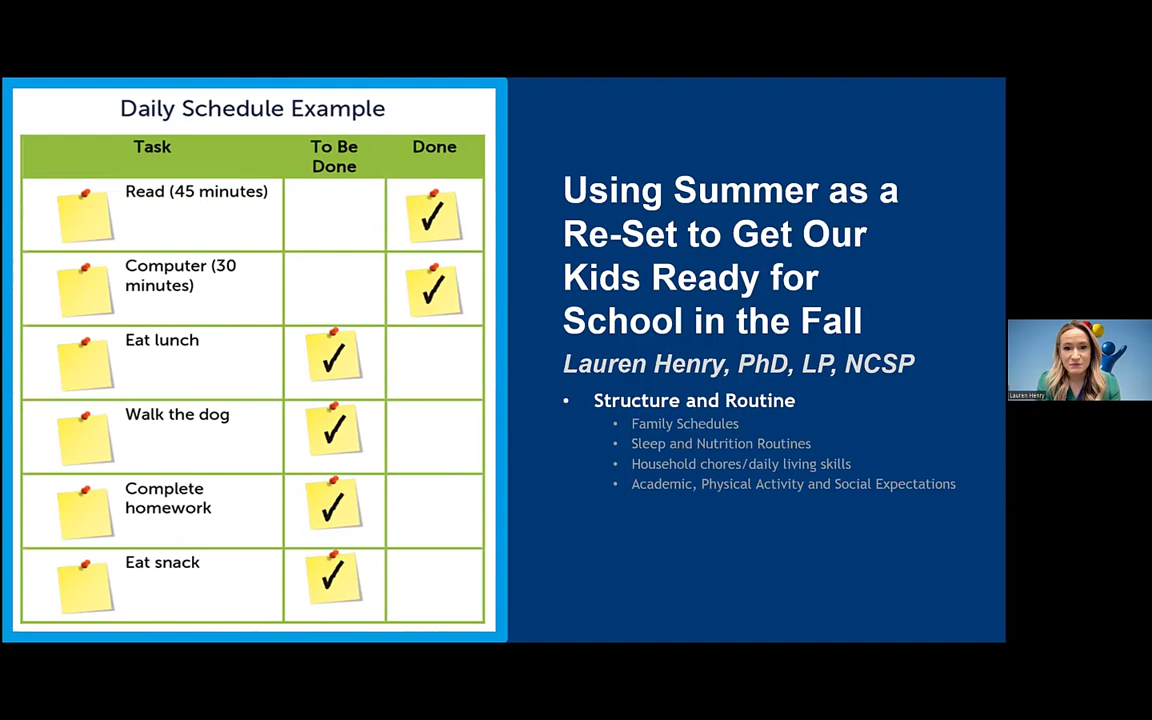 Daily Schedule Example
Task
To Be
Done
Done
Read (45 minutes)
Computer (30
minutes)
Eat lunch
Walk the dog
Complete
homework
Eat snack
Using Summer as a
Re-Set to Get Our
Kids Ready for
School in the Fall
Lauren Henry, PhD, LP, NCSP
• Structure and Routine
• Family Schedules
• Sleep and Nutrition Routines
• Household chores/daily living skills
• Academic, Physical Activity and Social Expectations
Lauren Henry